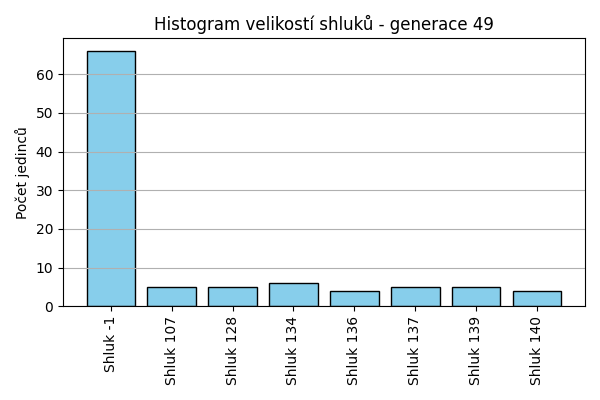 Histogram velikostí shluků - generace 49
Počet jedinců
60
50
40
30
20
10
0
Shluk -1
Shluk 107
Shluk 128
Shluk 134
Shluk 136
Shluk 137
Shluk 139
Shluk 140